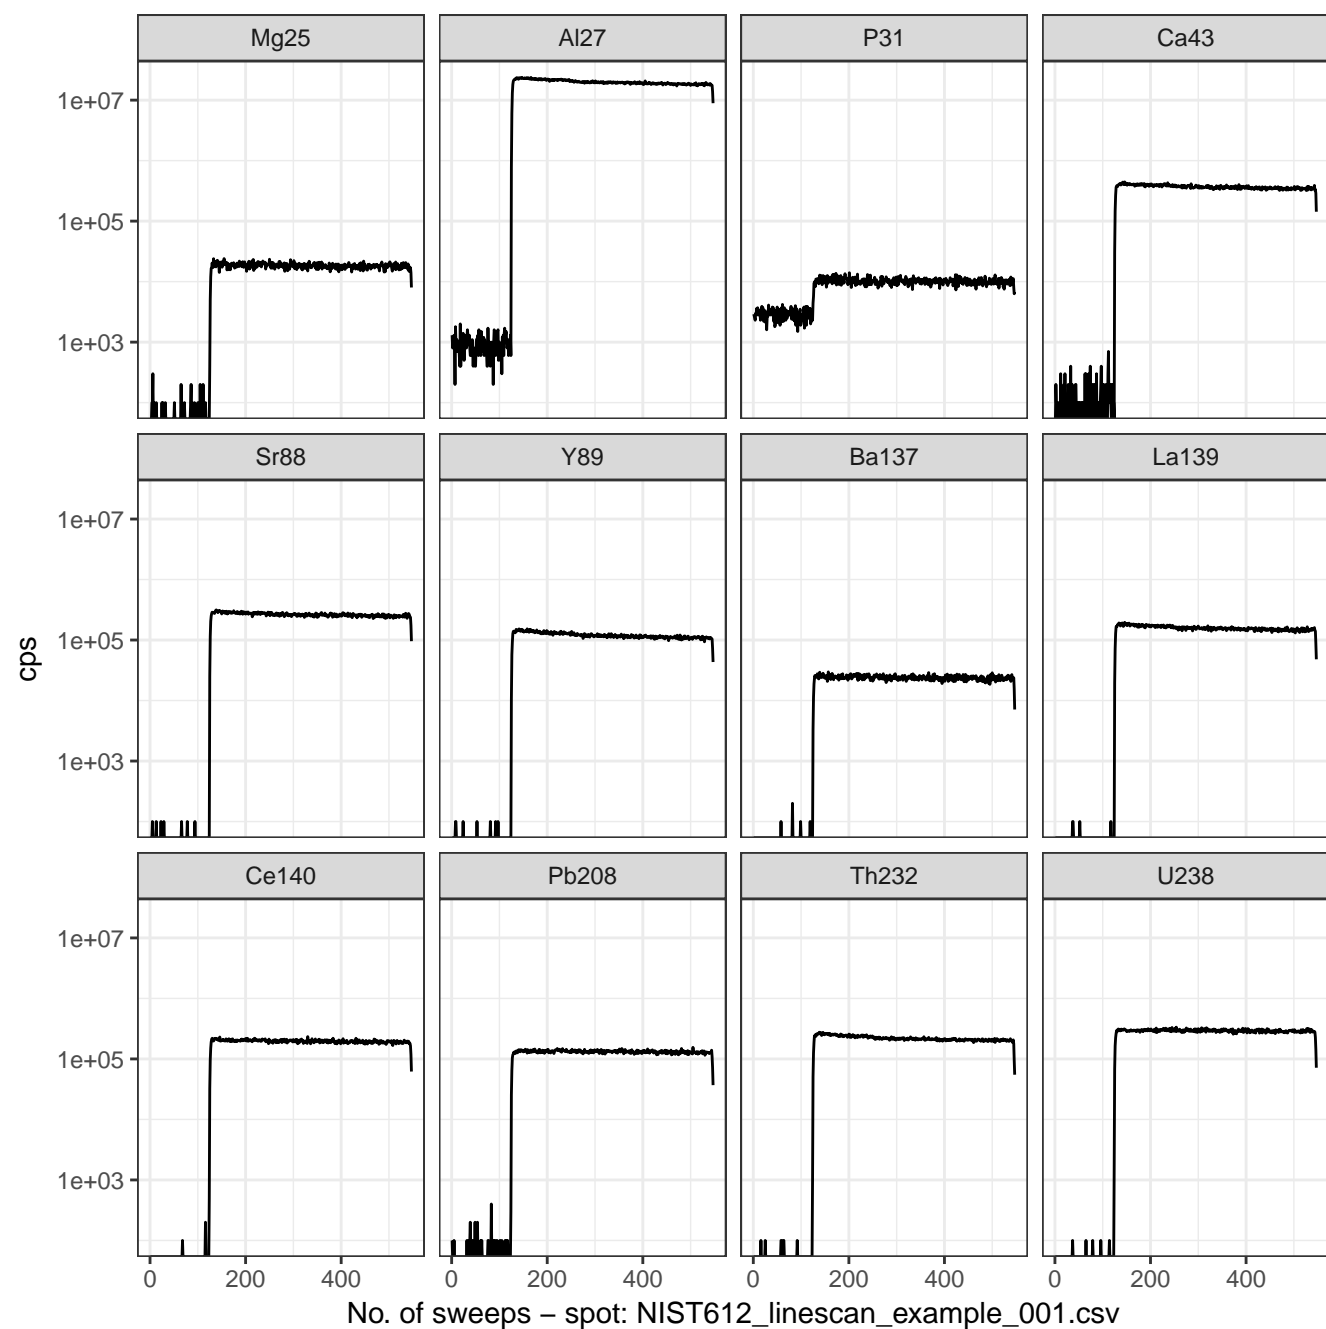 Mg25 Al27 P31 Ca43
1e+07
1e+05
1e+03
Sr88 Y89 Ba137 La139
1e+07
1e+05
1e+03
cps
Ce140 Pb208 Th232 U238
1e+07
1e+05
1e+03
0 200 400 0 200 400 0 200 400 0 200 400
No. of sweeps − spot: NIST612_linescan_example_001.csv